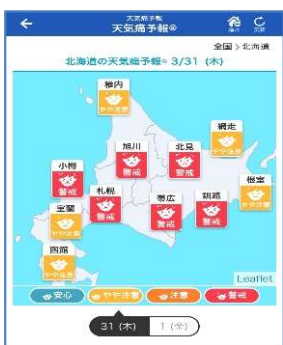 天気痛予報
天気痛予報®
全国 > 北海道
北海道の天気痛予報® 3/31 (木)
稚内
やや注意
網走
やや注意
旭川
警戒
北見
警戒
小樽
警戒
根室
やや注意
札幌
警戒
帯広
警戒
釧路
警戒
室蘭
やや注意
函館
やや注意
Leaflet
安心
やや注意
注意
警戒
31 (木)
1 (金)